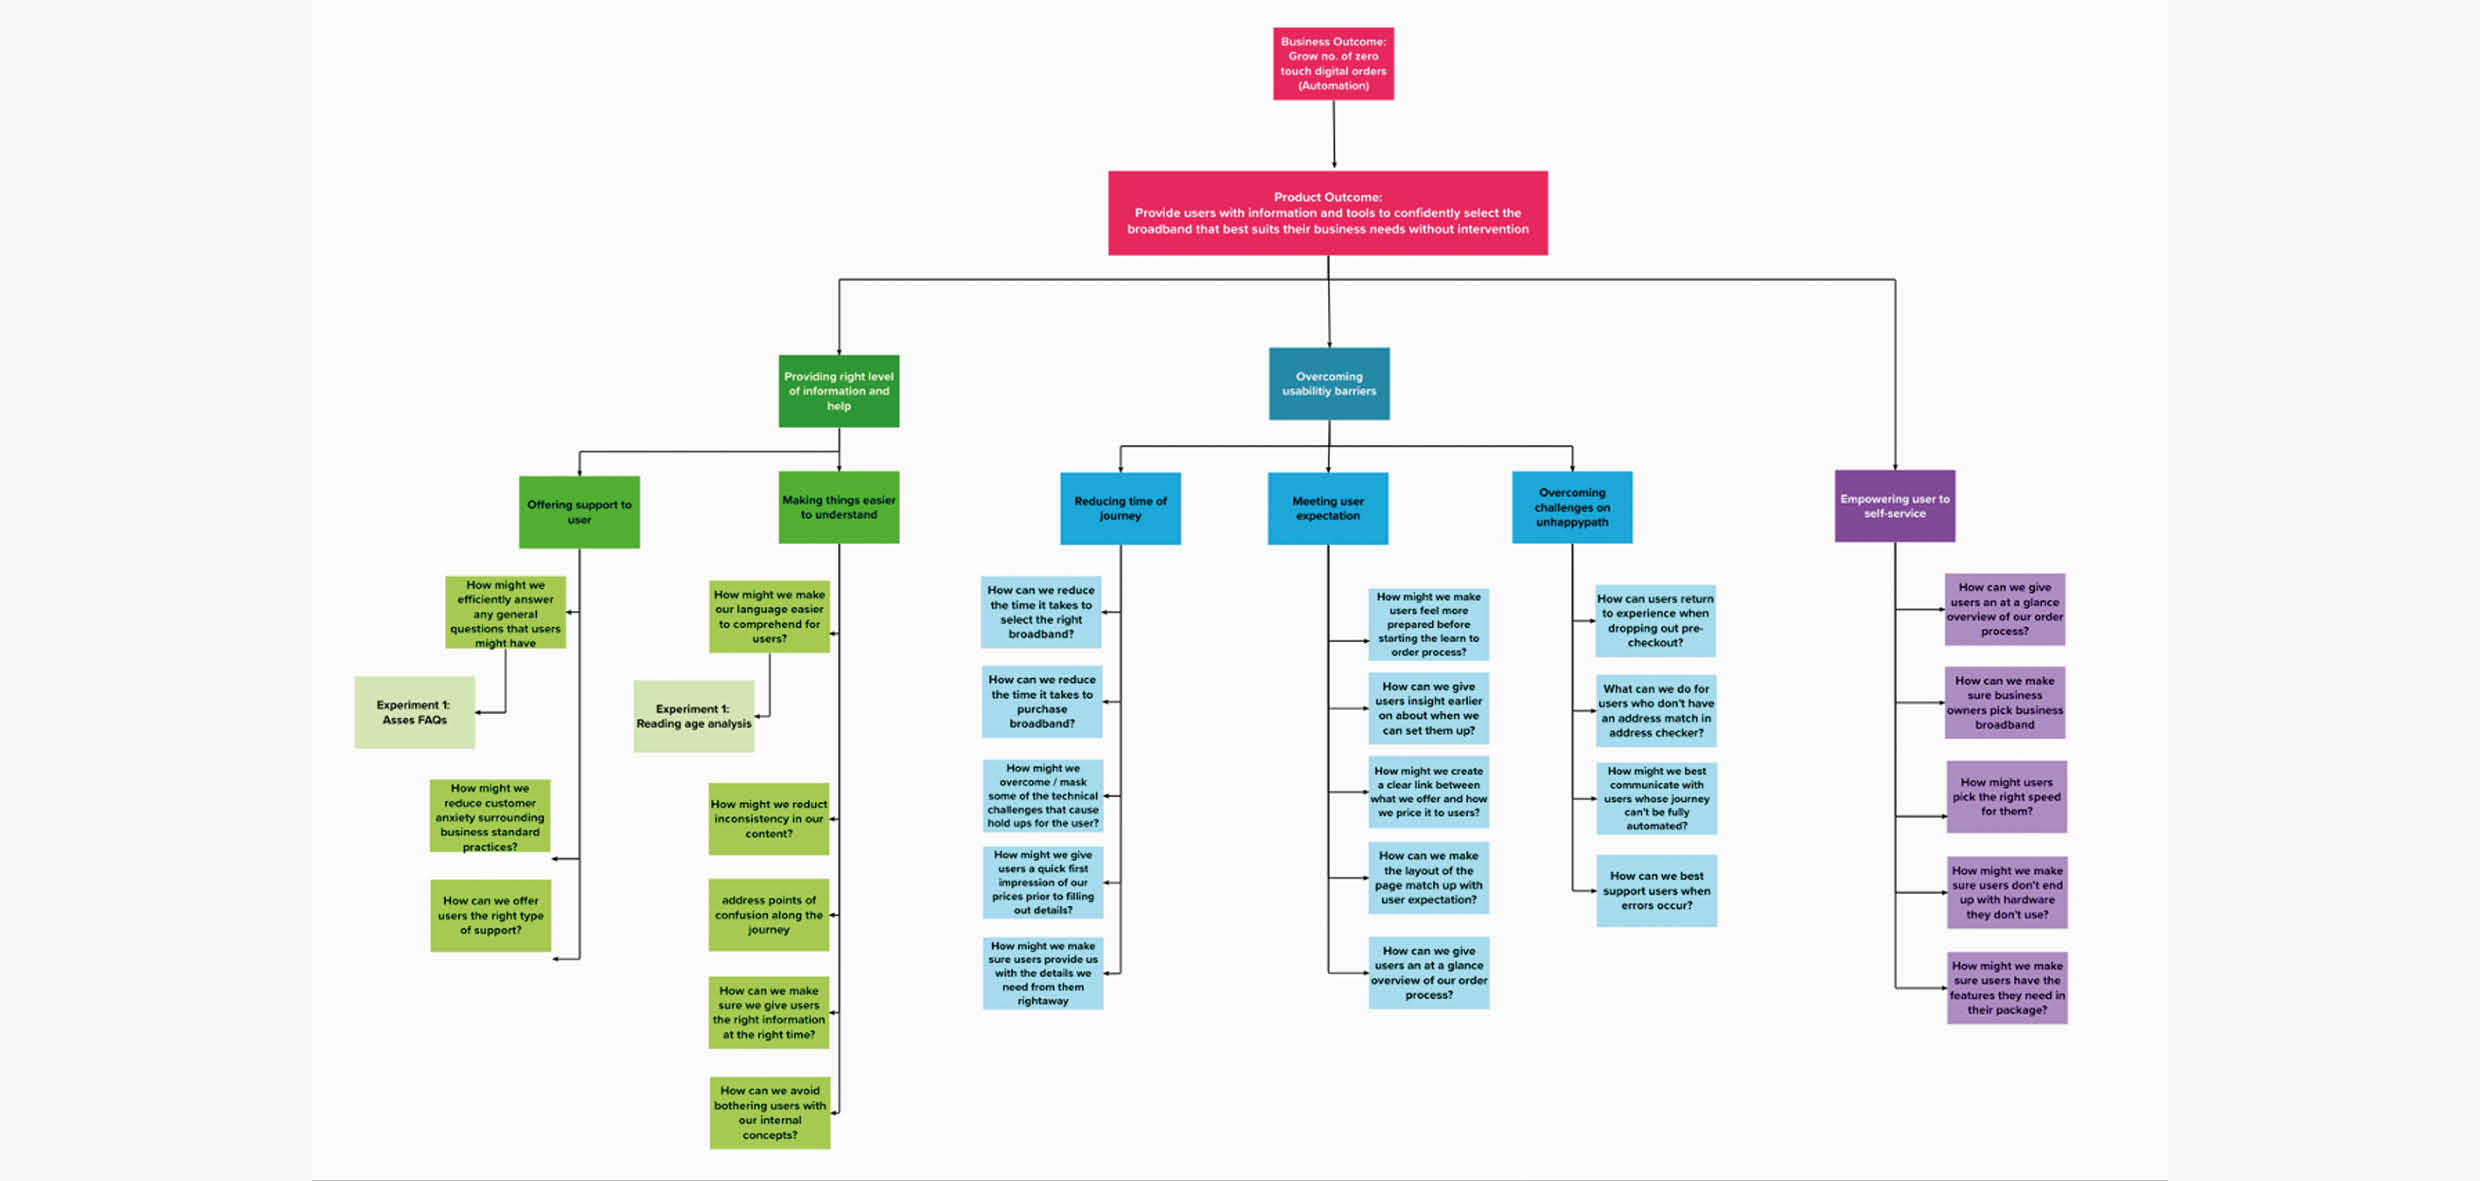 Business Outcome:
Grow no. of zero
touch digital orders
(Automation)
Product Outcome:
Provide users with information and tools to confidently select the
broadband that best suits their business needs without intervention
Providing right level
of information and
help
Overcoming
usabilitiy barriers
Offering support to
user
Making things easier
to understand
Reducing time of
journey
Meeting user
expectation
Overcoming
challenges on
unhappypath
Empowering user to
self-service
How might we
efficiently answer
any general
questions that users
might have
Experiment 1:
Asses FAQs
How might we
reduce customer
anxiety surrounding
business standard
practices?
How can we offer
users the right type
of support?
How might we make
our language easier
to comprehend for
users?
Experiment 1:
Reading age analysis
How might we reduct
inconsistency in our
content?
address points of
confusion along the
journey
How can we make
sure we give users
the right information
at the right time?
How can we avoid
bothering users with
our internal
concepts?
How can we reduce
the time it takes to
select the right
broadband?
How can we reduce
the time it takes to
purchase
broadband?
How might we
overcome / mask
some of the technical
challenges that cause
hold ups for the user?
How might we give
users a quick first
impression of our
prices prior to filling
out details?
How might we make
sure users provide us
with the details we
need from them
rightaway
How might we make
users feel more
prepared before
starting the learn to
order process?
How can we give
users insight earlier
on about when we
can set them up?
How might we create
a clear link between
what we offer and how
we price it to users?
How can we make
the layout of the
page match up with
user expectation?
How can we give
users an at a glance
overview of our order
process?
How can users return
to experience when
dropping out pre-
checkout?
What can we do for
users who don't have
an address match in
address checker?
How might we best
communicate with
users whose journey
can't be fully
automated?
How can we best
support users when
errors occur?
How can we give
users an at a glance
overview of our order
process?
How can we make
sure business
owners pick business
broadband
How might users
pick the right speed
for them?
How might we make
sure users don't end
up with hardware
they don't use?
How might we make
sure users have the
features they need in
their package?